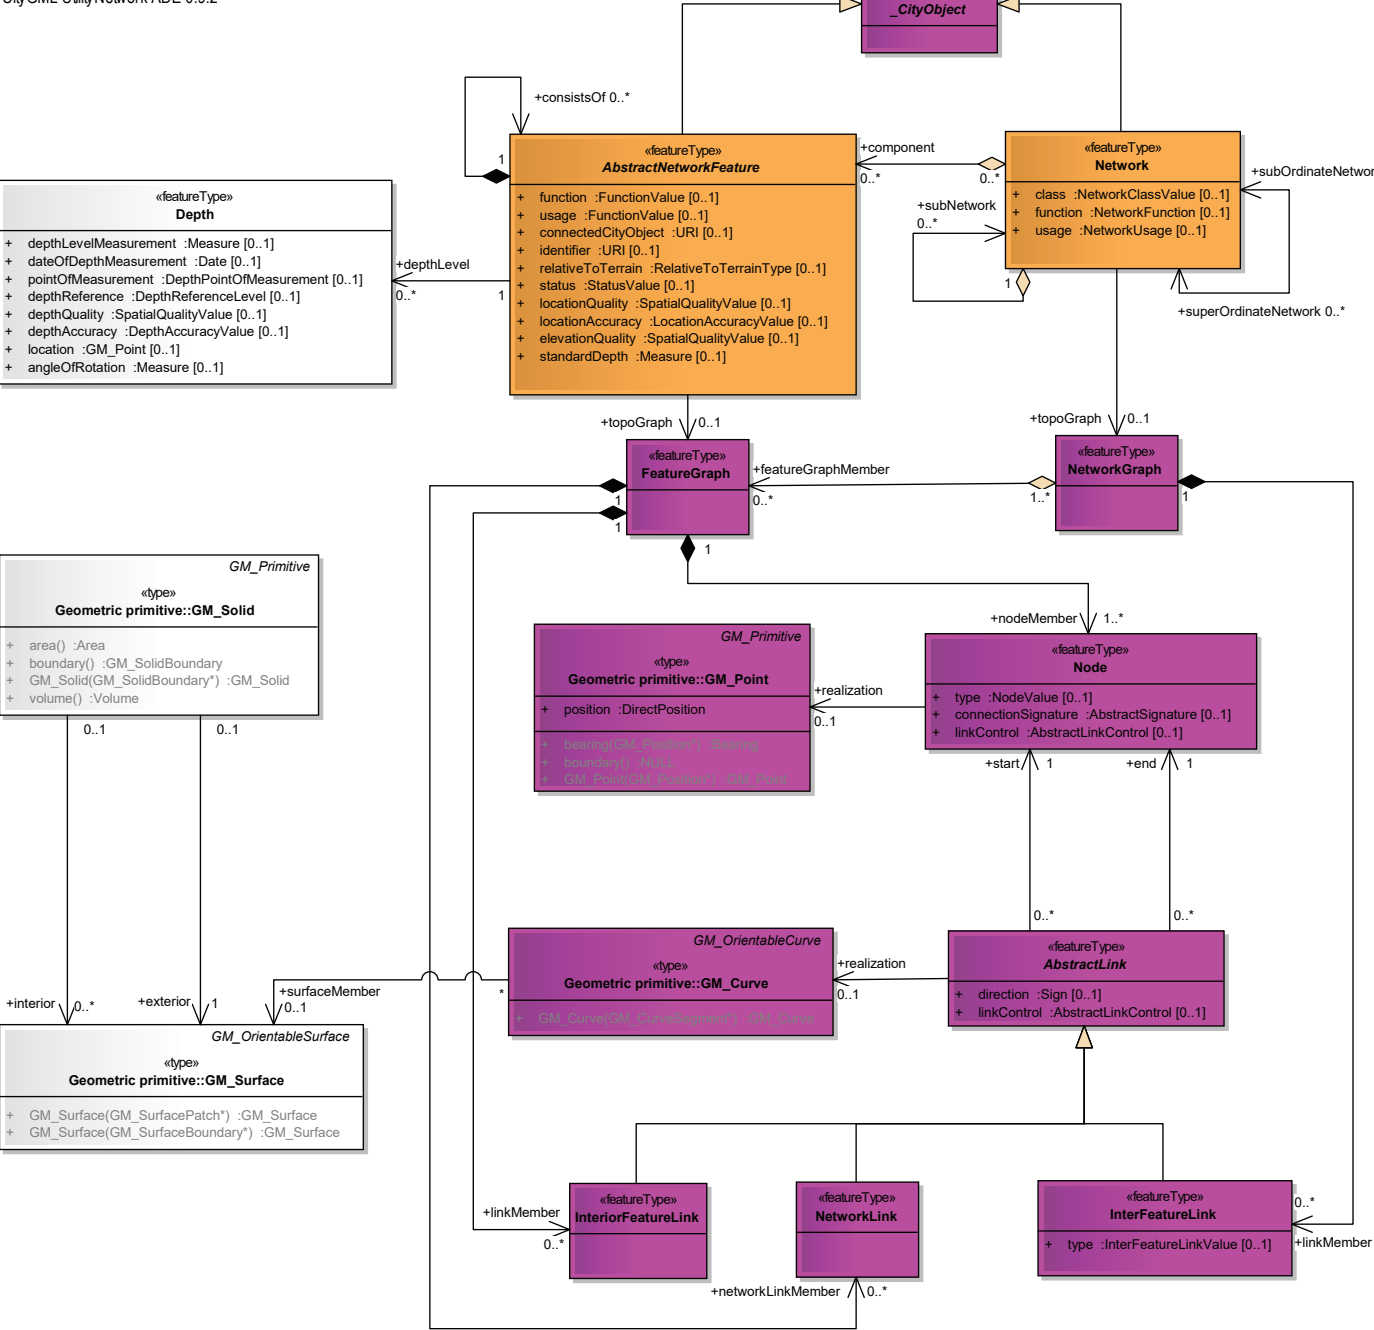 CityGML UtilityNetwork ADE 0.9.2
_CityObject
+consistsOf 0..*
1
«featureType»
AbstractNetworkFeature
+ function :FunctionValue [0..1]
+ usage :FunctionValue [0..1]
+ connectedCityObject :URI [0..1]
+ identifier :URI [0..1]
+ relativeToTerrain :RelativeToTerrainType [0..1]
+ status :StatusValue [0..1]
+ locationQuality :SpatialQualityValue [0..1]
+ locationAccuracy :LocationAccuracyValue [0..1]
+ elevationQuality :SpatialQualityValue [0..1]
+ standardDepth :Measure [0..1]
+component
0..*
0..*
«featureType»
Network
+ class :NetworkClassValue [0..1]
+ function :NetworkFunction [0..1]
+ usage :NetworkUsage [0..1]
+subOrdinateNetwor
+subNetwork
0..*
1
+superOrdinateNetwork 0..*
«featureType»
Depth
+ depthLevelMeasurement :Measure [0..1]
+ dateOfDepthMeasurement :Date [0..1]
+ pointOfMeasurement :DepthPointOfMeasurement [0..1]
+ depthReference :DepthReferenceLevel [0..1]
+ depthQuality :SpatialQualityValue [0..1]
+ depthAccuracy :DepthAccuracyValue [0..1]
+ location :GM_Point [0..1]
+ angleOfRotation :Measure [0..1]
+depthLevel
0..*
1
+topoGraph
0..1
+topoGraph
0..1
«featureType»
FeatureGraph
+featureGraphMember
0..*
1..*
«featureType»
NetworkGraph
1
1
1
1
GM_Primitive
«type»
Geometric primitive::GM_Solid
+ area() :Area
+ boundary() :GM_SolidBoundary
+ GM_Solid(GM_SolidBoundary*) :GM_Solid
+ volume() :Volume
0..1
0..1
+nodeMember
1..*
GM_Primitive
«type»
Geometric primitive::GM_Point
+ position :DirectPosition
+ bearing(GM_Position*) :Bearing
+ boundary() :NULL
+ GM_Point(GM_Position*) :GM_Point
+realization
0..1
«featureType»
Node
+ type :NodeValue [0..1]
+ connectionSignature :AbstractSignature [0..1]
+ linkControl :AbstractLinkControl [0..1]
+start 1
+end 1
0..*
0..*
GM_OrientableCurve
«type»
Geometric primitive::GM_Curve
+ GM_Curve(GM_CurveSegment*) :GM_Curve
+realization
0..1
«featureType»
AbstractLink
+ direction :Sign [0..1]
+ linkControl :AbstractLinkControl [0..1]
+interior 0..*
+exterior 1
+surfaceMember
0..1
*
GM_OrientableSurface
«type»
Geometric primitive::GM_Surface
+ GM_Surface(GM_SurfacePatch*) :GM_Surface
+ GM_Surface(GM_SurfaceBoundary*) :GM_Surface
+linkMember
0..*
«featureType»
InteriorFeatureLink
«featureType»
NetworkLink
+networkLinkMember 0..*
«featureType»
InterFeatureLink
+ type :InterFeatureLinkValue [0..1]
0..*
+linkMember